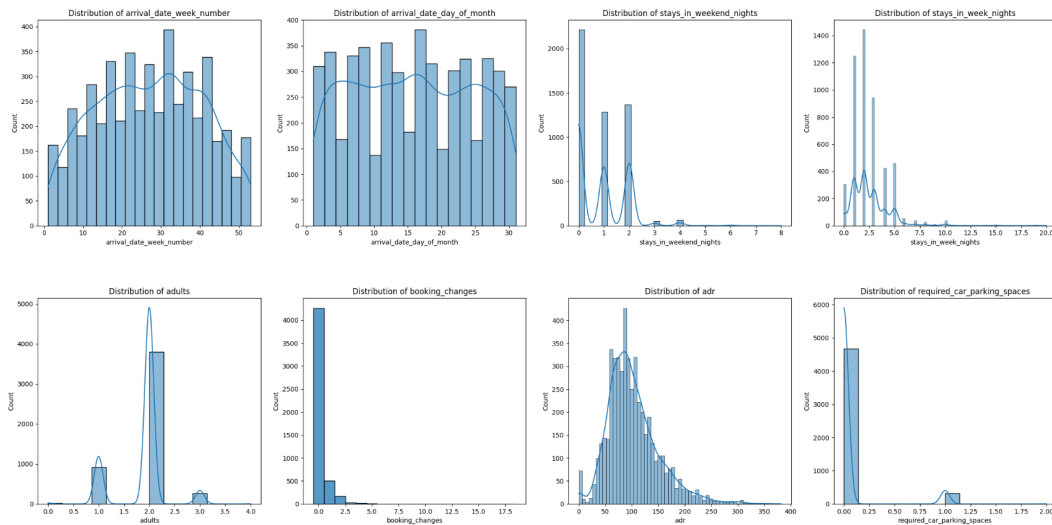 Distribution of arrival_date_week_number
Count
400
350
300
250
200
150
100
50
0
0 10 20 30 40 50
arrival_date_week_number
Distribution of arrival_date_day_of_month
Count
400
350
300
250
200
150
100
50
0
0 5 10 15 20 25 30
arrival_date_day_of_month
Distribution of stays_in_weekend_nights
Count
2000
1500
1000
500
0
0 1 2 3 4 5 6 7 8
stays_in_weekend_nights
Distribution of stays_in_week_nights
Count
1400
1200
1000
800
600
400
200
0
0.0 2.5 5.0 7.5 10.0 12.5 15.0 17.5 20.0
stays_in_week_nights
Distribution of adults
Count
5000
4000
3000
2000
1000
0
0.0 0.5 1.0 1.5 2.0 2.5 3.0 3.5 4.0
adults
Distribution of booking_changes
Count
4000
3500
3000
2500
2000
1500
1000
500
0
0.0 2.5 5.0 7.5 10.0 12.5 15.0 17.5
booking_changes
Distribution of adr
Count
400
350
300
250
200
150
100
50
0
0 50 100 150 200 250 300 350 400
adr
Distribution of required_car_parking_spaces
Count
6000
5000
4000
3000
2000
1000
0
0.00 0.25 0.50 0.75 1.00 1.25 1.50 1.75 2.00
required_car_parking_spaces